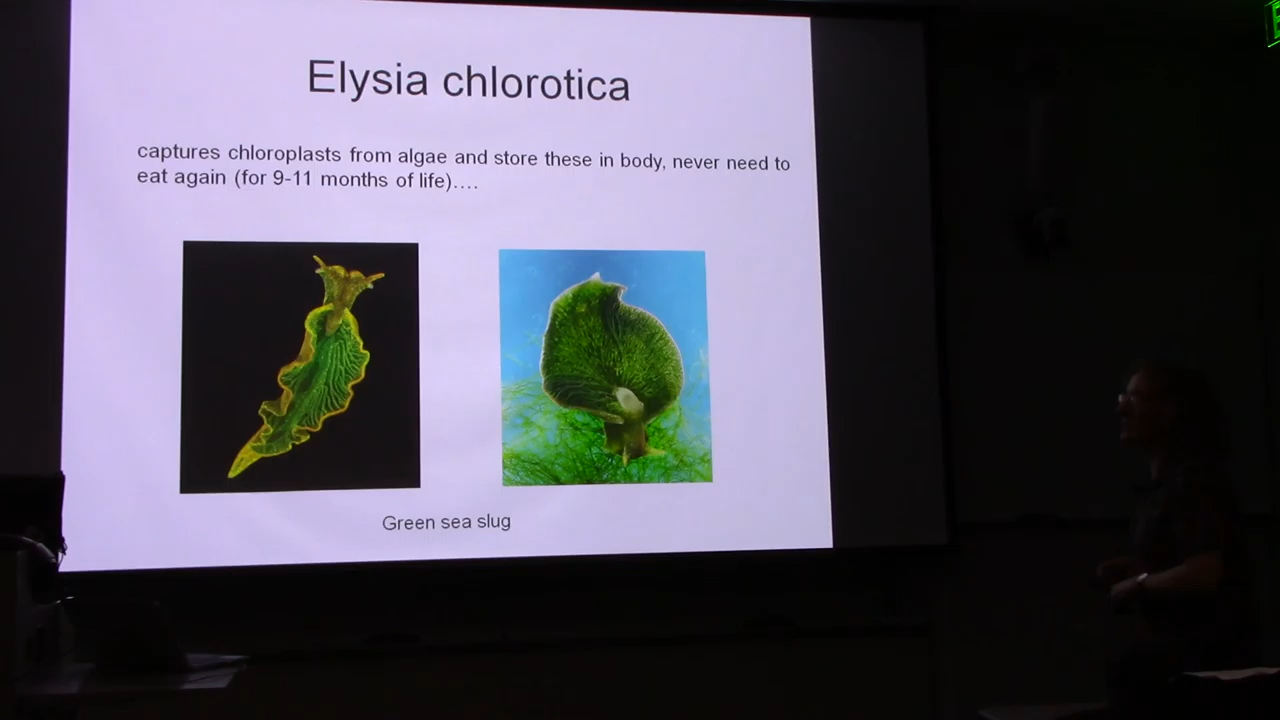 Elysia chlorotica
captures chloroplasts from algae and store these in body, never need to
eat again (for 9-11 months of life)....
Green sea slug